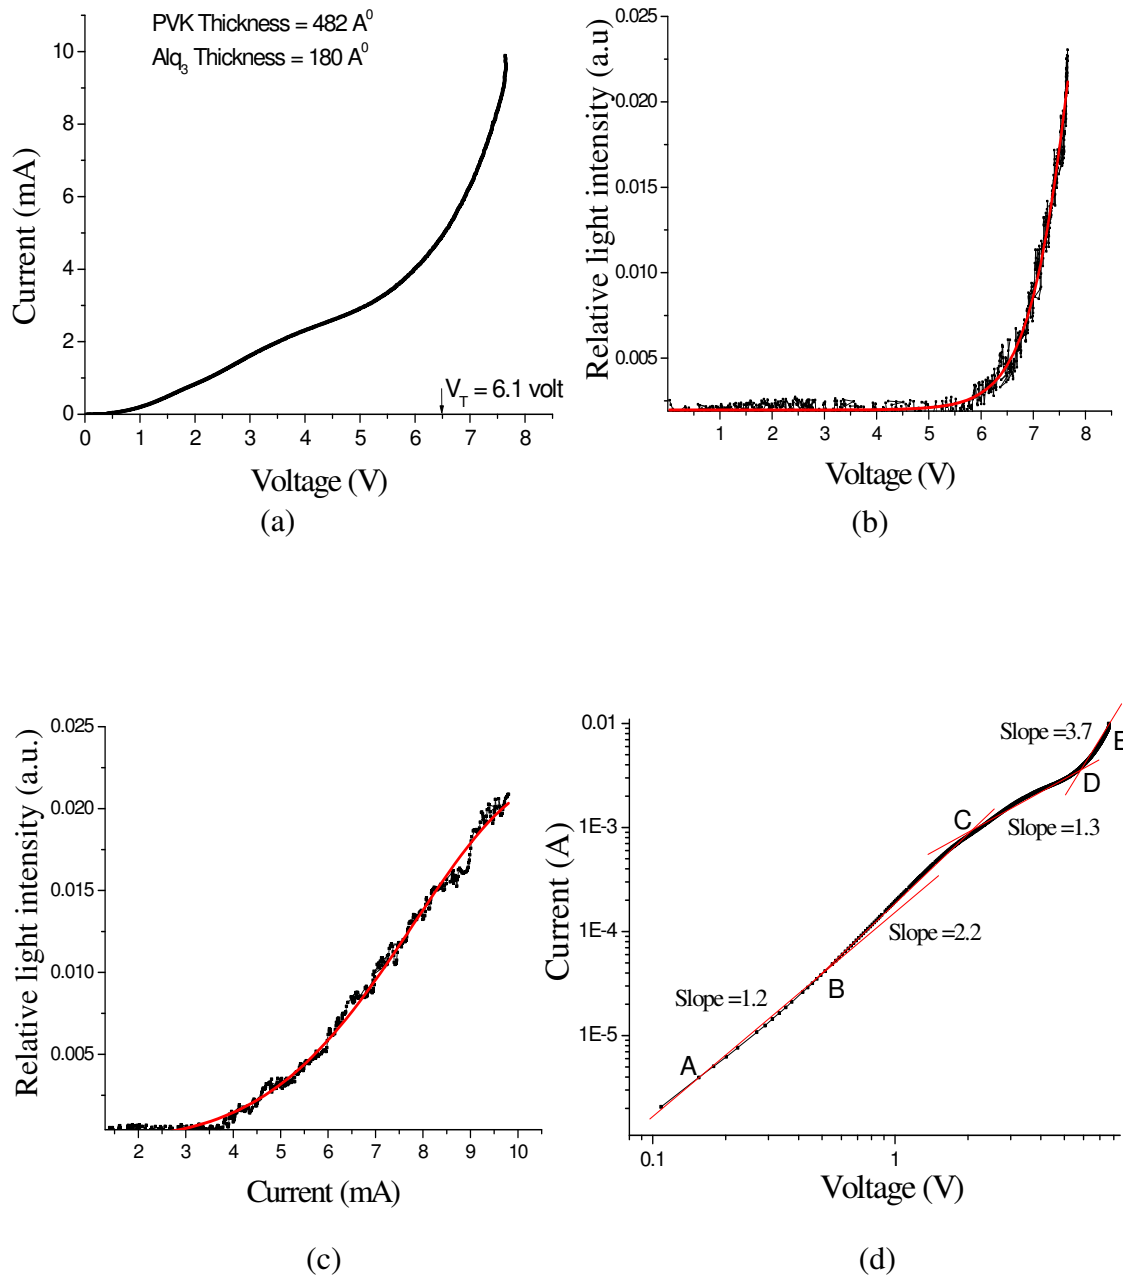 PVK Thickness = 482 A⁰
Alq₃ Thickness = 180 A⁰
10
8
6
4
2
0
Current (mA)
V_T = 6.1 volt
0 1 2 3 4 5 6 7 8
Voltage (V)
(a)
0.025
0.020
0.015
0.010
0.005
Relative light intensity (a.u)
1 2 3 4 5 6 7 8
Voltage (V)
(b)
0.025
0.020
0.015
0.010
0.005
Relative light intensity (a.u.)
2 3 4 5 6 7 8 9 10
Current (mA)
(c)
0.01
1E-3
1E-4
1E-5
Current (A)
Slope =3.7
E
D
C
Slope =1.3
Slope =2.2
B
Slope =1.2
A
0.1 1
Voltage (V)
(d)